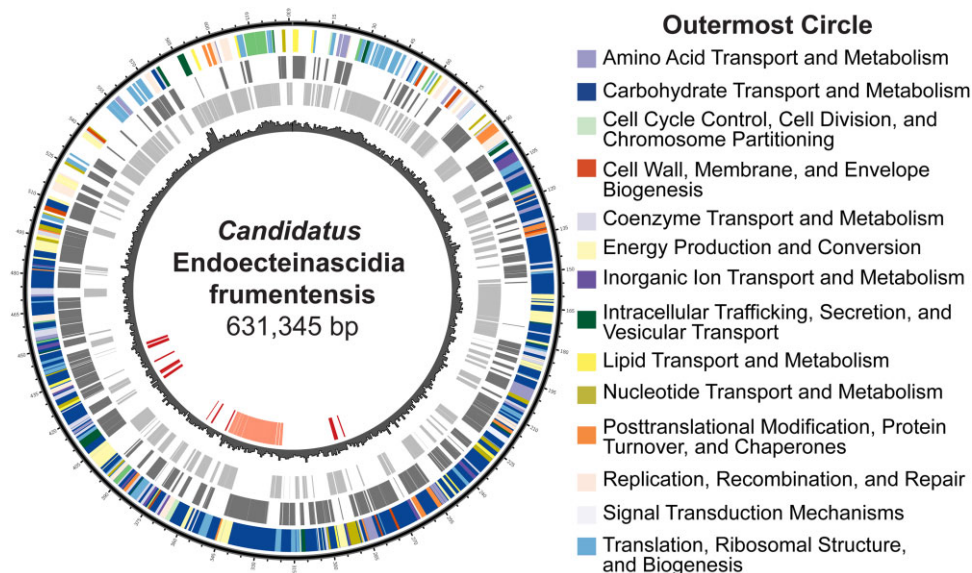 Outermost Circle
Amino Acid Transport and Metabolism
Carbohydrate Transport and Metabolism
Cell Cycle Control, Cell Division, and
Chromosome Partitioning
Cell Wall, Membrane, and Envelope
Biogenesis
Coenzyme Transport and Metabolism
Energy Production and Conversion
Inorganic Ion Transport and Metabolism
Intracellular Trafficking, Secretion, and
Vesicular Transport
Lipid Transport and Metabolism
Nucleotide Transport and Metabolism
Posttranslational Modification, Protein
Turnover, and Chaperones
Replication, Recombination, and Repair
Signal Transduction Mechanisms
Translation, Ribosomal Structure,
and Biogenesis
Candidatus
Endoecteinascidia
frumentensis
631,345 bp